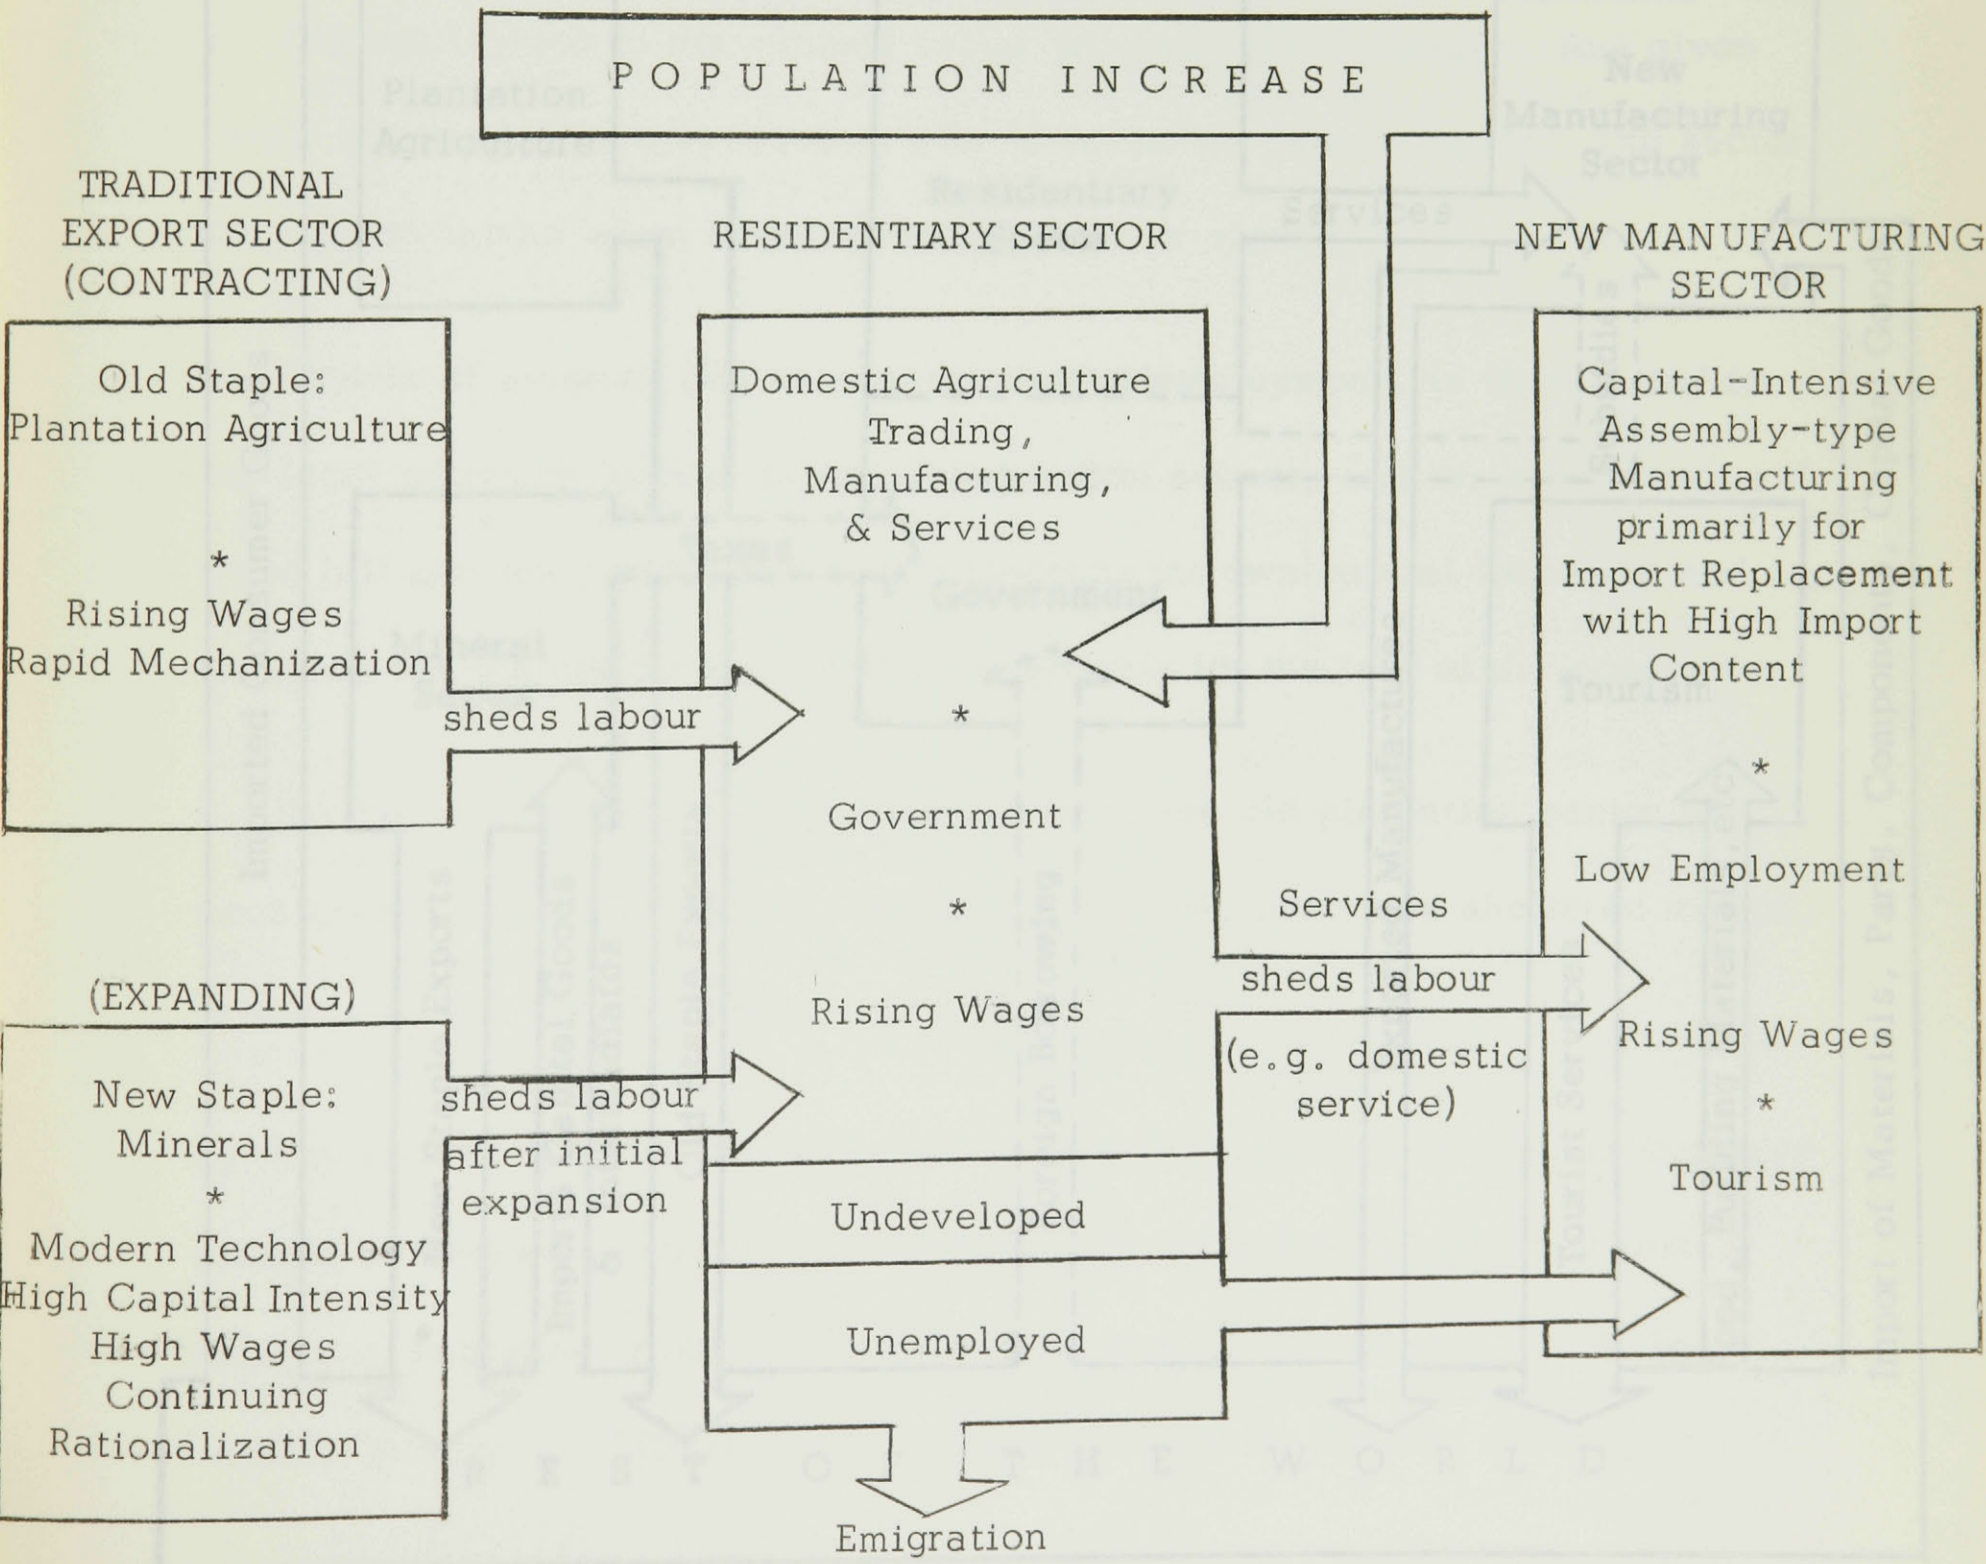 POPULATION INCREASE
TRADITIONAL
EXPORT SECTOR
(CONTRACTING)
Old Staple:
Plantation Agriculture
*
Rising Wages
Rapid Mechanization
sheds labour
(EXPANDING)
New Staple:
Minerals
*
Modern Technology
High Capital Intensity
High Wages
Continuing
Rationalization
sheds labour
after initial
expansion
RESIDENTIARY SECTOR
Domestic Agriculture
Trading,
Manufacturing,
& Services
*
Government
*
Rising Wages
Undeveloped
Unemployed
Emigration
Services
sheds labour
(e.g. domestic
service)
NEW MANUFACTURING
SECTOR
Capital-Intensive
Assembly-type
Manufacturing
primarily for
Import Replacement
with High Import
Content
*
Low Employment
Rising Wages
*
Tourism